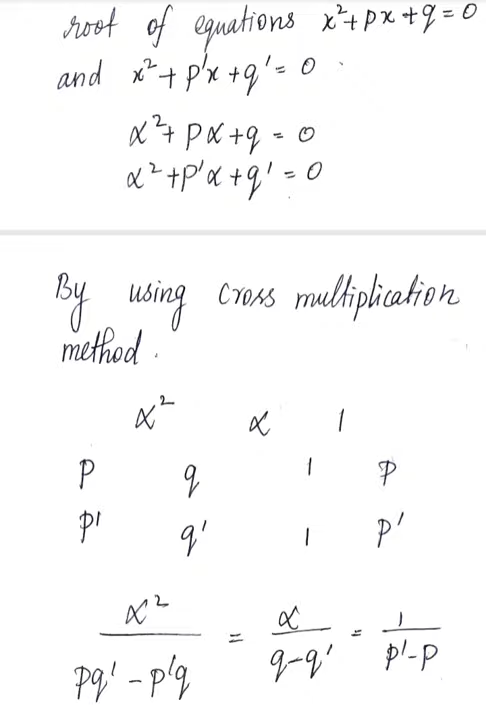 root of equations x²+px+q=0
and x²+p'x+q'=0.
α²+pα+q=0
α²+p'α+q'=0
By using cross multiplication
method.
α² α 1
p q 1 p
p' q' 1 p'
α²/(pq'-p'q) = α/(q-q') = 1/(p'-p)